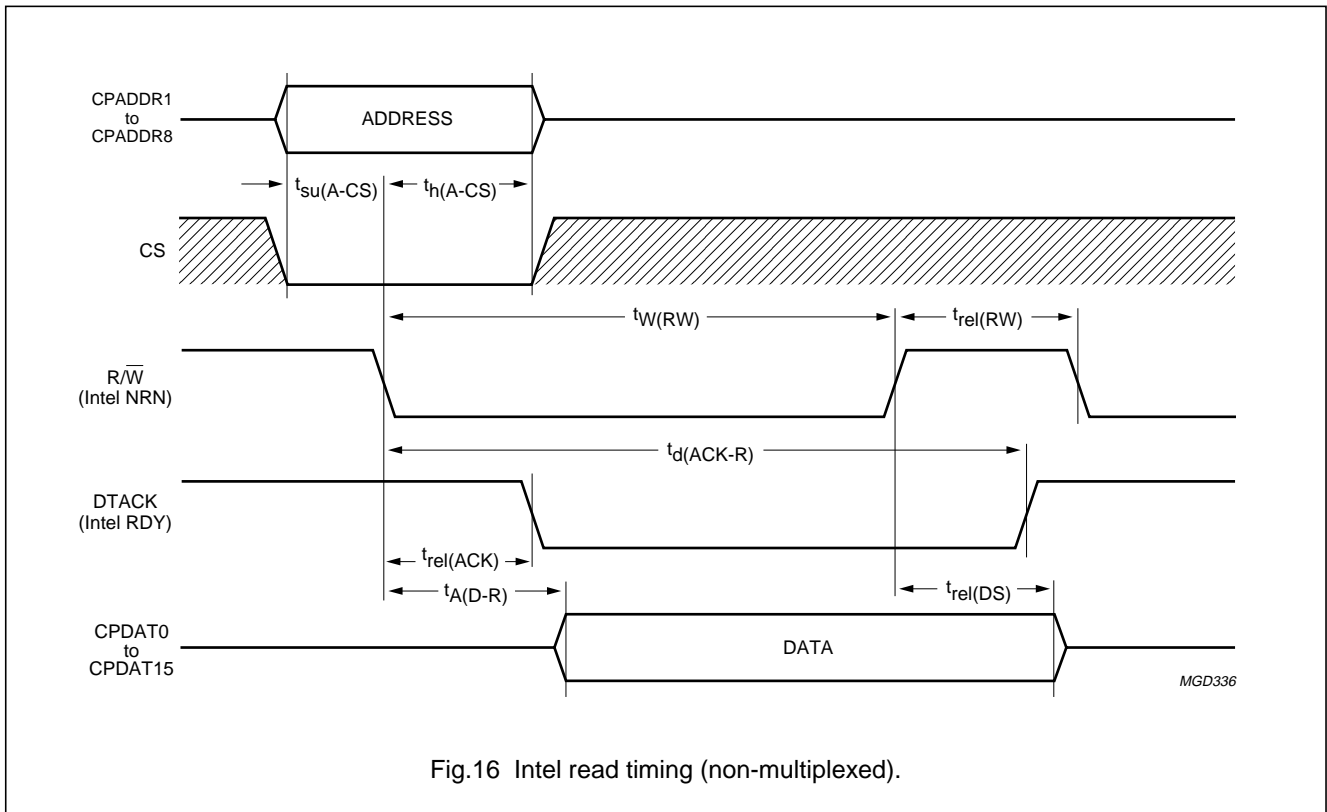 CPADDR1
to
CPADDR8
ADDRESS
tsu(A-CS)
th(A-CS)
CS
tW(RW)
trel(RW)
R/W̅
(Intel NRN)
td(ACK-R)
DTACK
(Intel RDY)
trel(ACK)
tA(D-R)
trel(DS)
CPDAT0
to
CPDAT15
DATA
MGD336
Fig.16 Intel read timing (non-multiplexed).